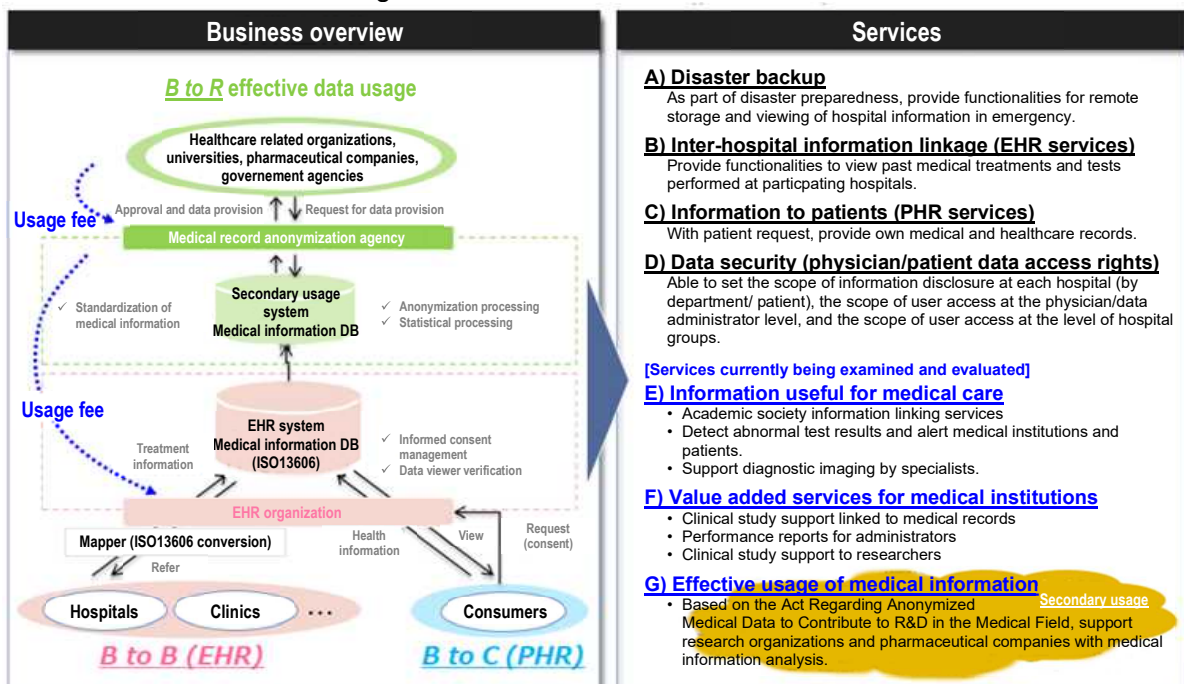 Business overview
B to R effective data usage
Healthcare related organizations,
universities, pharmaceutical companies,
governement agencies
Usage fee
Approval and data provision
Request for data provision
Medical record anonymization agency
✓ Standardization of
medical information
Secondary usage
system
Medical information DB
✓ Anonymization processing
✓ Statistical processing
Usage fee
EHR system
Medical information DB
(ISO13606)
Treatment
information
✓ Informed consent
management
✓ Data viewer verification
EHR organization
Mapper (ISO13606 conversion)
Refer
Health
information
View
Request
(consent)
Hospitals
Clinics
•••
Consumers
B to B (EHR)
B to C (PHR)
Services
A) Disaster backup
As part of disaster preparedness, provide functionalities for remote
storage and viewing of hospital information in emergency.
B) Inter-hospital information linkage (EHR services)
Provide functionalities to view past medical treatments and tests
performed at particpating hospitals.
C) Information to patients (PHR services)
With patient request, provide own medical and healthcare records.
D) Data security (physician/patient data access rights)
Able to set the scope of information disclosure at each hospital (by
department/ patient), the scope of user access at the physician/data
administrator level, and the scope of user access at the level of hospital
groups.
[Services currently being examined and evaluated]
E) Information useful for medical care
• Academic society information linking services
• Detect abnormal test results and alert medical institutions and
patients.
• Support diagnostic imaging by specialists.
F) Value added services for medical institutions
• Clinical study support linked to medical records
• Performance reports for administrators
• Clinical study support to researchers
G) Effective usage of medical information
Secondary usage
• Based on the Act Regarding Anonymized
Medical Data to Contribute to R&D in the Medical Field, support
research organizations and pharmaceutical companies with medical
information analysis.